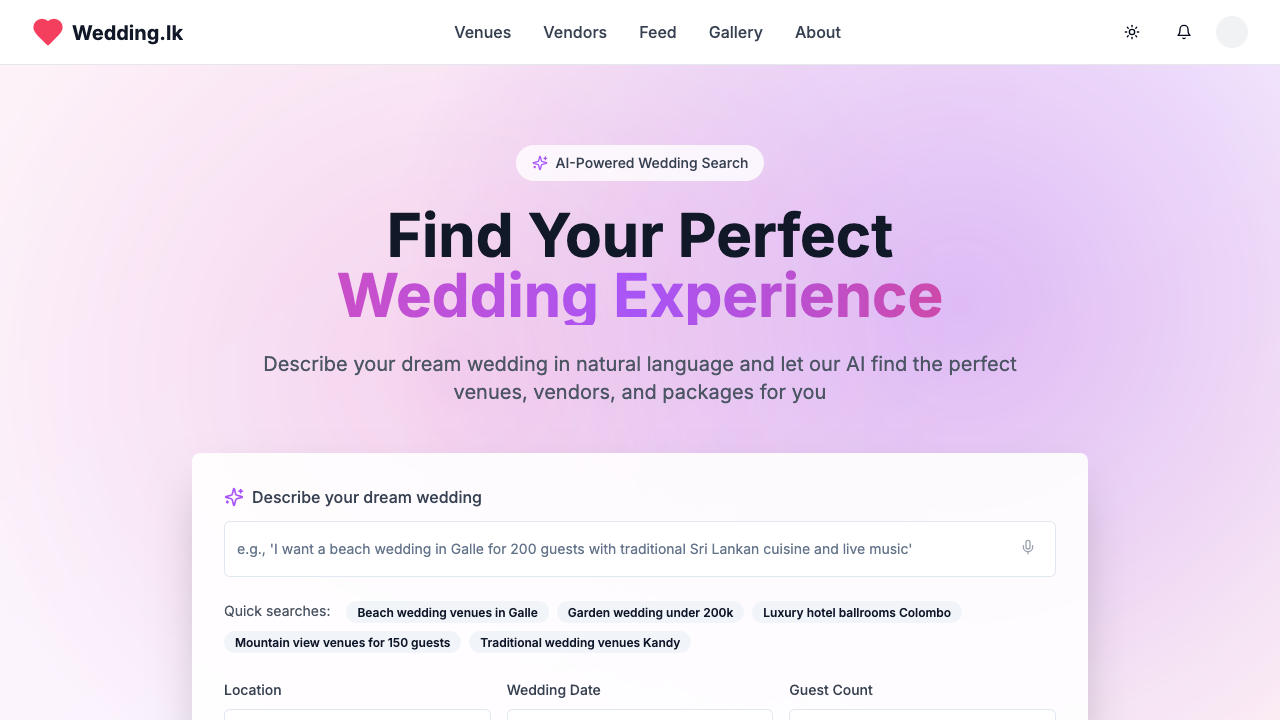 Wedding.lk
Venues
Vendors
Feed
Gallery
About
AI-Powered Wedding Search
Find Your Perfect
Wedding Experience
Describe your dream wedding in natural language and let our AI find the perfect
venues, vendors, and packages for you
Describe your dream wedding
e.g., 'I want a beach wedding in Galle for 200 guests with traditional Sri Lankan cuisine and live music'
Quick searches:
Beach wedding venues in Galle
Garden wedding under 200k
Luxury hotel ballrooms Colombo
Mountain view venues for 150 guests
Traditional wedding venues Kandy
Location
Wedding Date
Guest Count